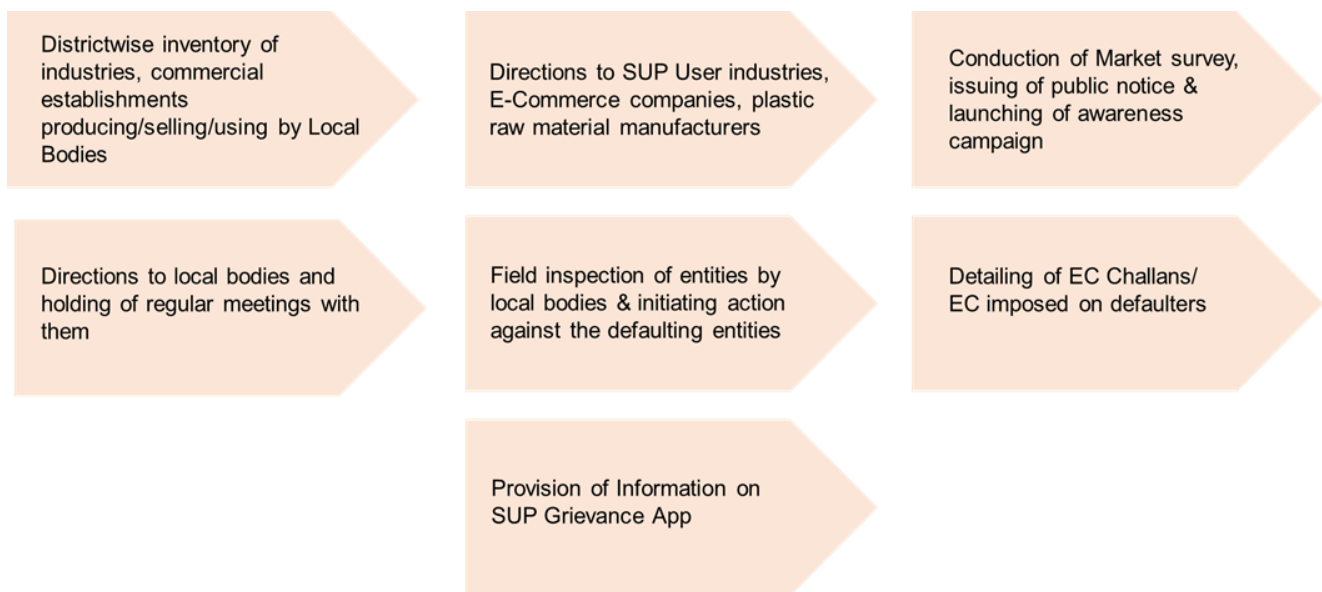 Districtwise inventory of
industries, commercial
establishments
producing/selling/using by Local
Bodies
Directions to SUP User industries,
E-Commerce companies, plastic
raw material manufacturers
Conduction of Market survey,
issuing of public notice &
launching of awareness
campaign
Directions to local bodies and
holding of regular meetings with
them
Field inspection of entities by
local bodies & initiating action
against the defaulting entities
Detailing of EC Challans/
EC imposed on defaulters
Provision of Information on
SUP Grievance App